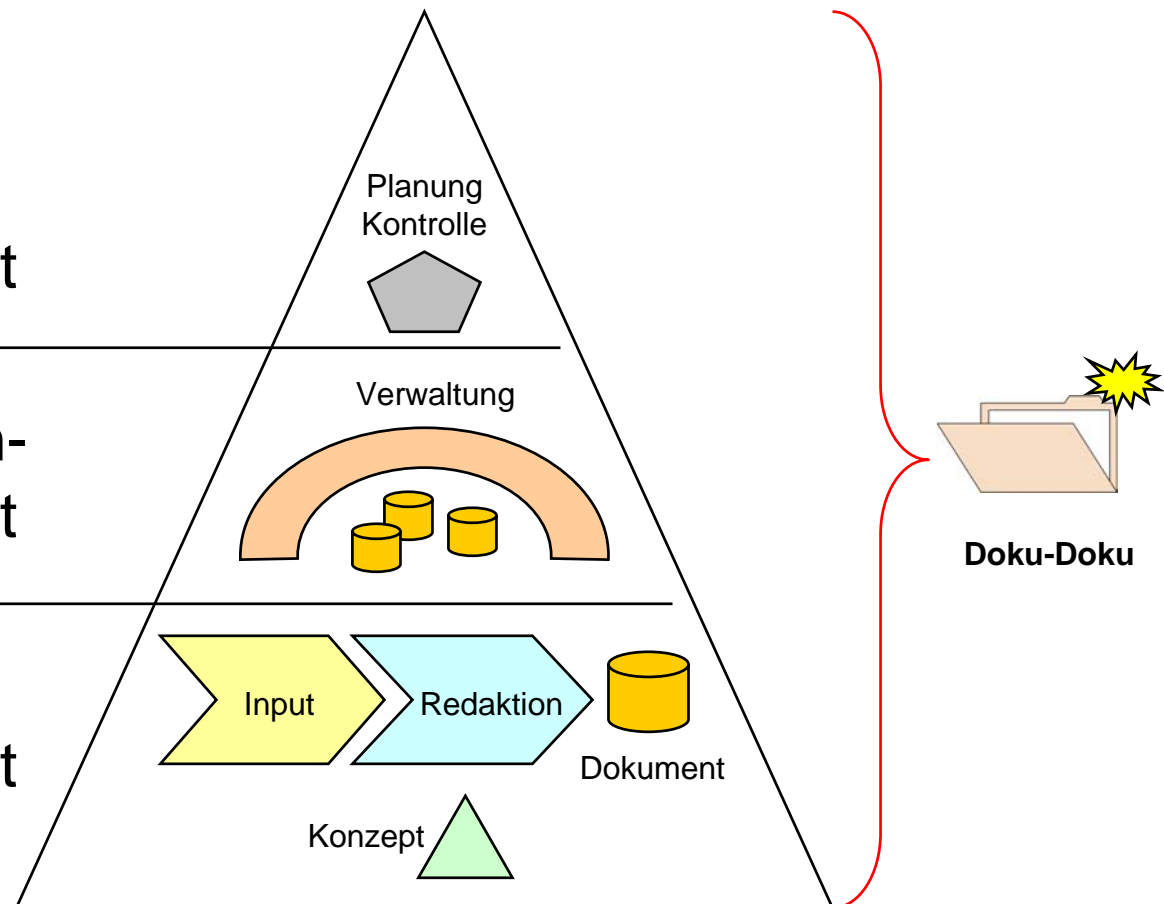 Planung
Kontrolle
t
Verwaltung
-
t
Doku-Doku
Input
Redaktion
t
Dokument
Konzept